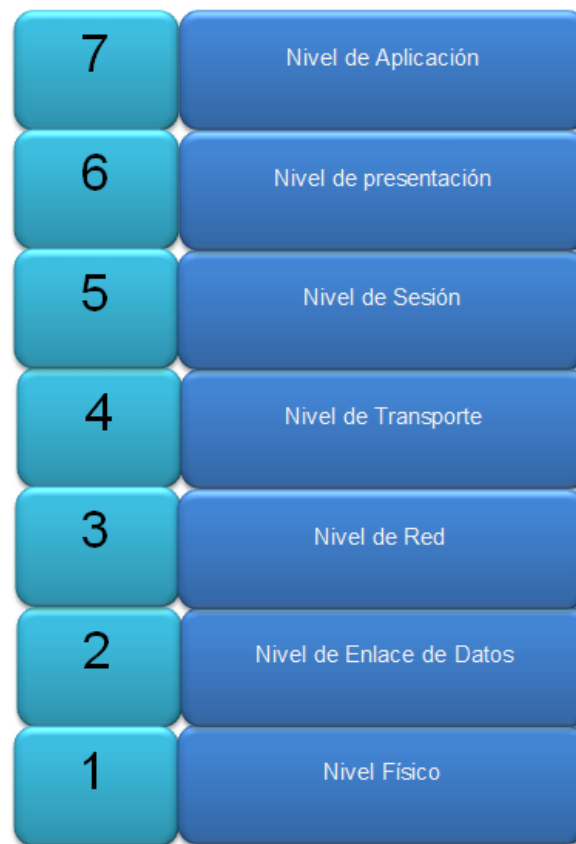 7 Nivel de Aplicación
6 Nivel de presentación
5 Nivel de Sesión
4 Nivel de Transporte
3 Nivel de Red
2 Nivel de Enlace de Datos
1 Nivel Físico